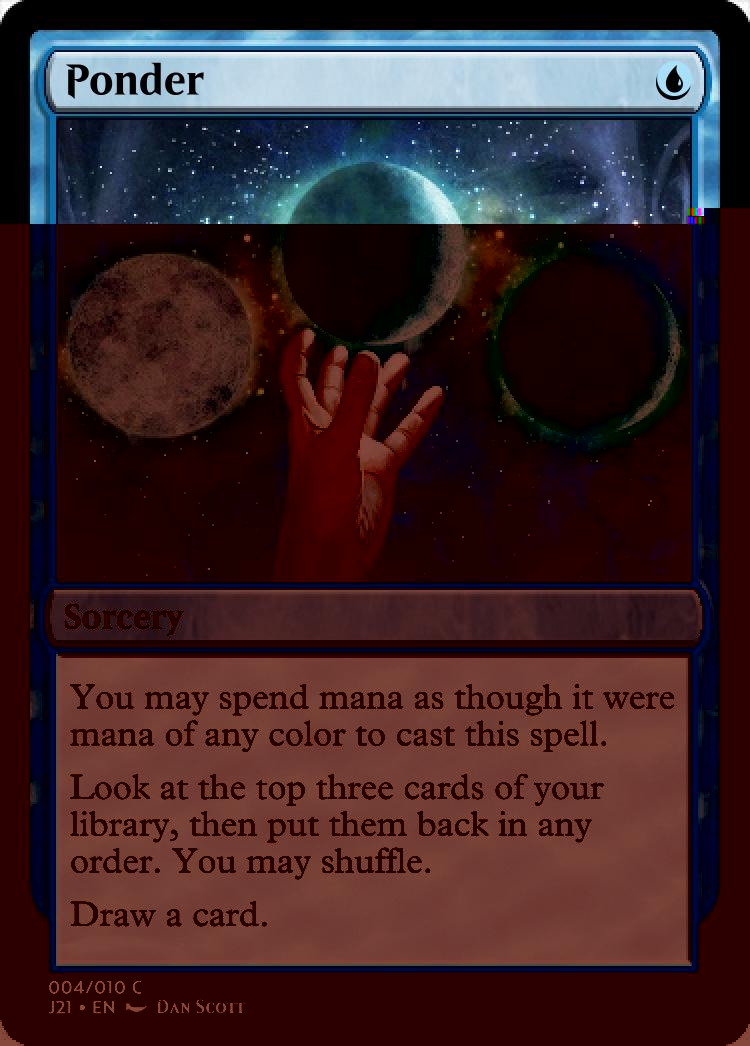 Ponder
Sorcery
You may spend mana as though it were
mana of any color to cast this spell.
Look at the top three cards of your
library, then put them back in any
order. You may shuffle.
Draw a card.
004/010 C
J21 • EN DAN SCOTT